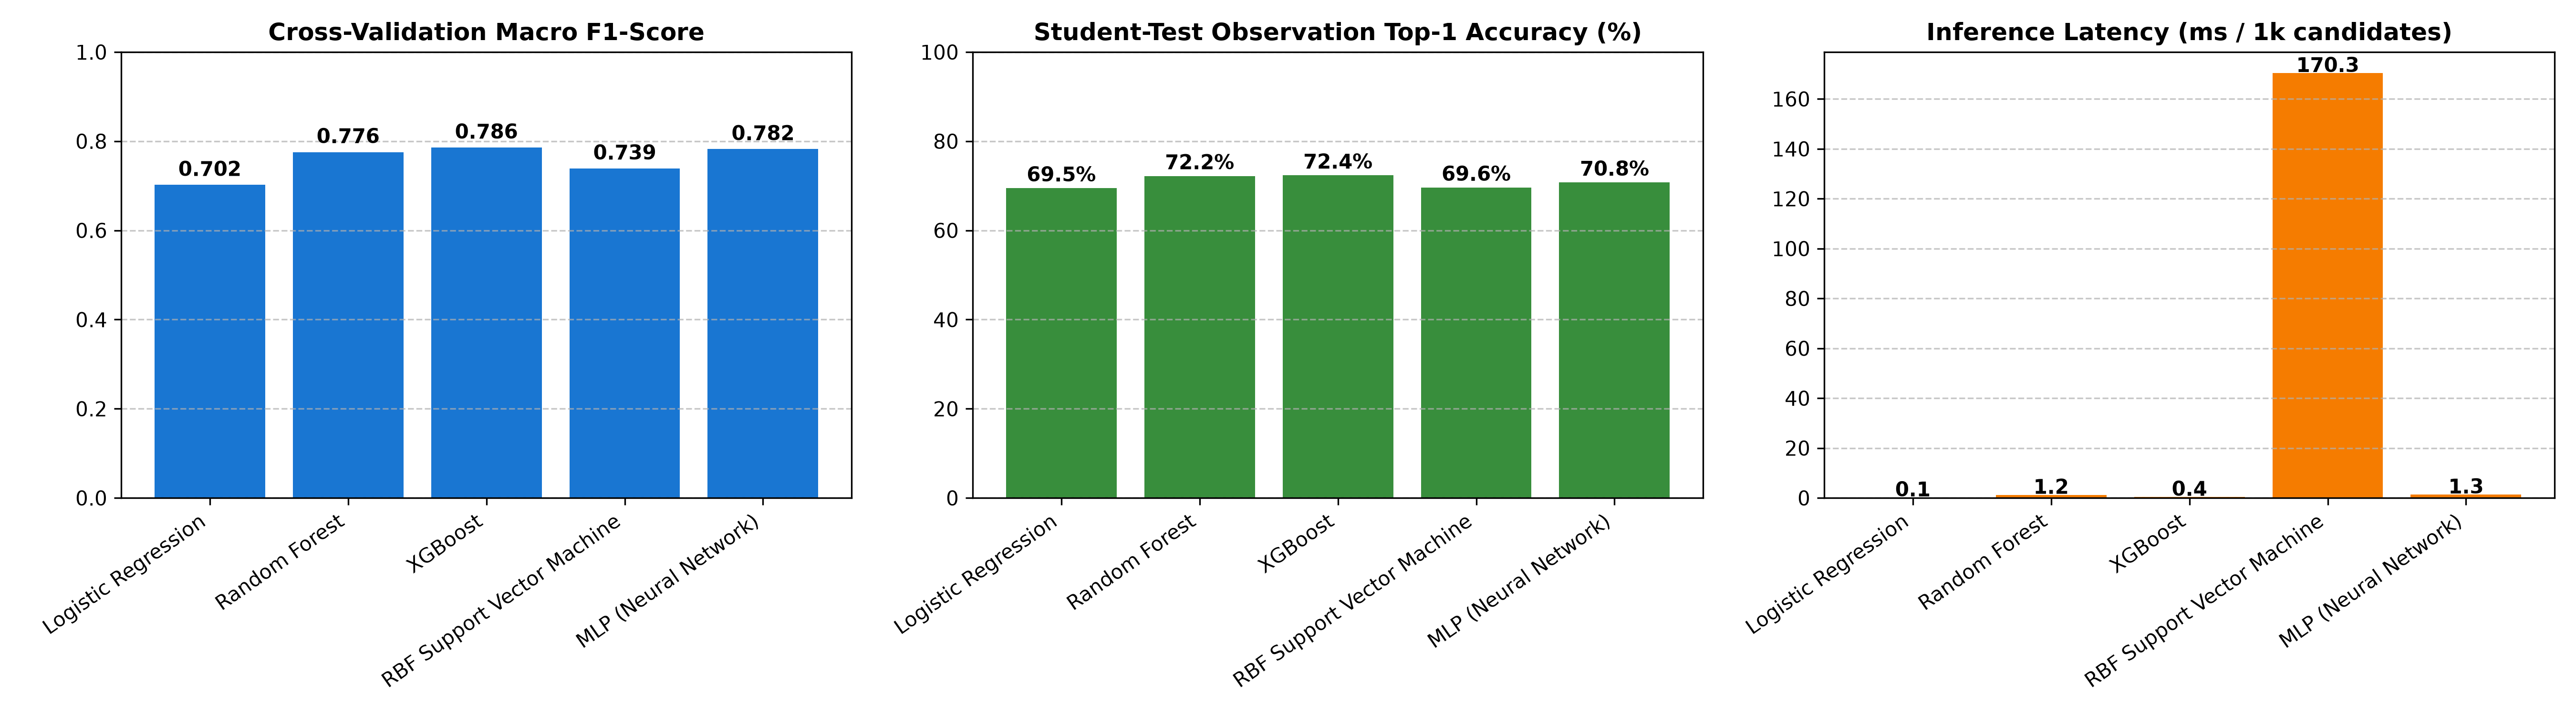 Cross-Validation Macro F1-Score
1.0
0.8
0.6
0.4
0.2
0.0
0.702
0.776
0.786
0.739
0.782
Logistic Regression
Random Forest
XGBoost
RBF Support Vector Machine
MLP (Neural Network)
Student-Test Observation Top-1 Accuracy (%)
100
80
60
40
20
0
69.5%
72.2%
72.4%
69.6%
70.8%
Logistic Regression
Random Forest
XGBoost
RBF Support Vector Machine
MLP (Neural Network)
Inference Latency (ms / 1k candidates)
160
140
120
100
80
60
40
20
0
0.1
1.2
0.4
170.3
1.3
Logistic Regression
Random Forest
XGBoost
RBF Support Vector Machine
MLP (Neural Network)